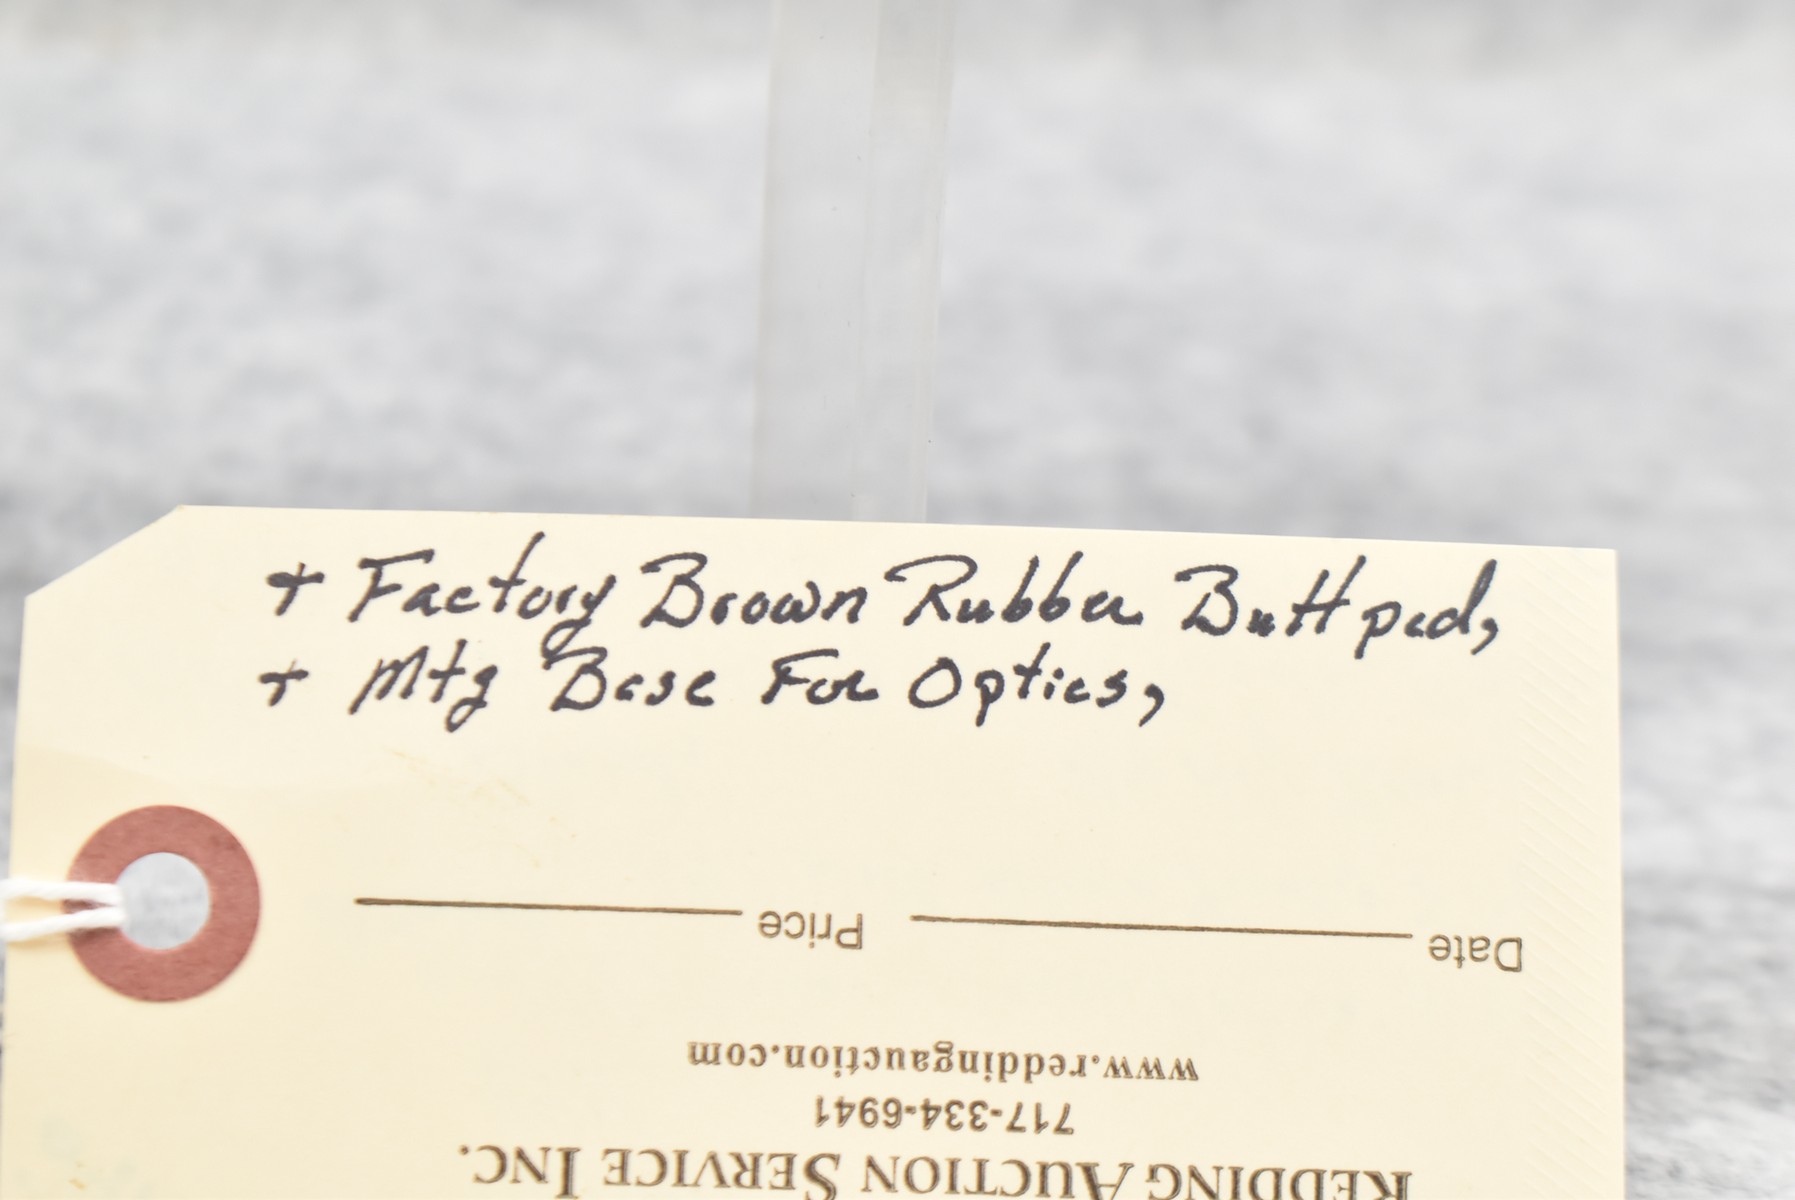 + Factory Brown Rubber Buttpad,
+ Mtg Base For Optics,
REDDING AUCTION SERVICE INC.
717-334-6941
www.reddingauction.com
Date Price